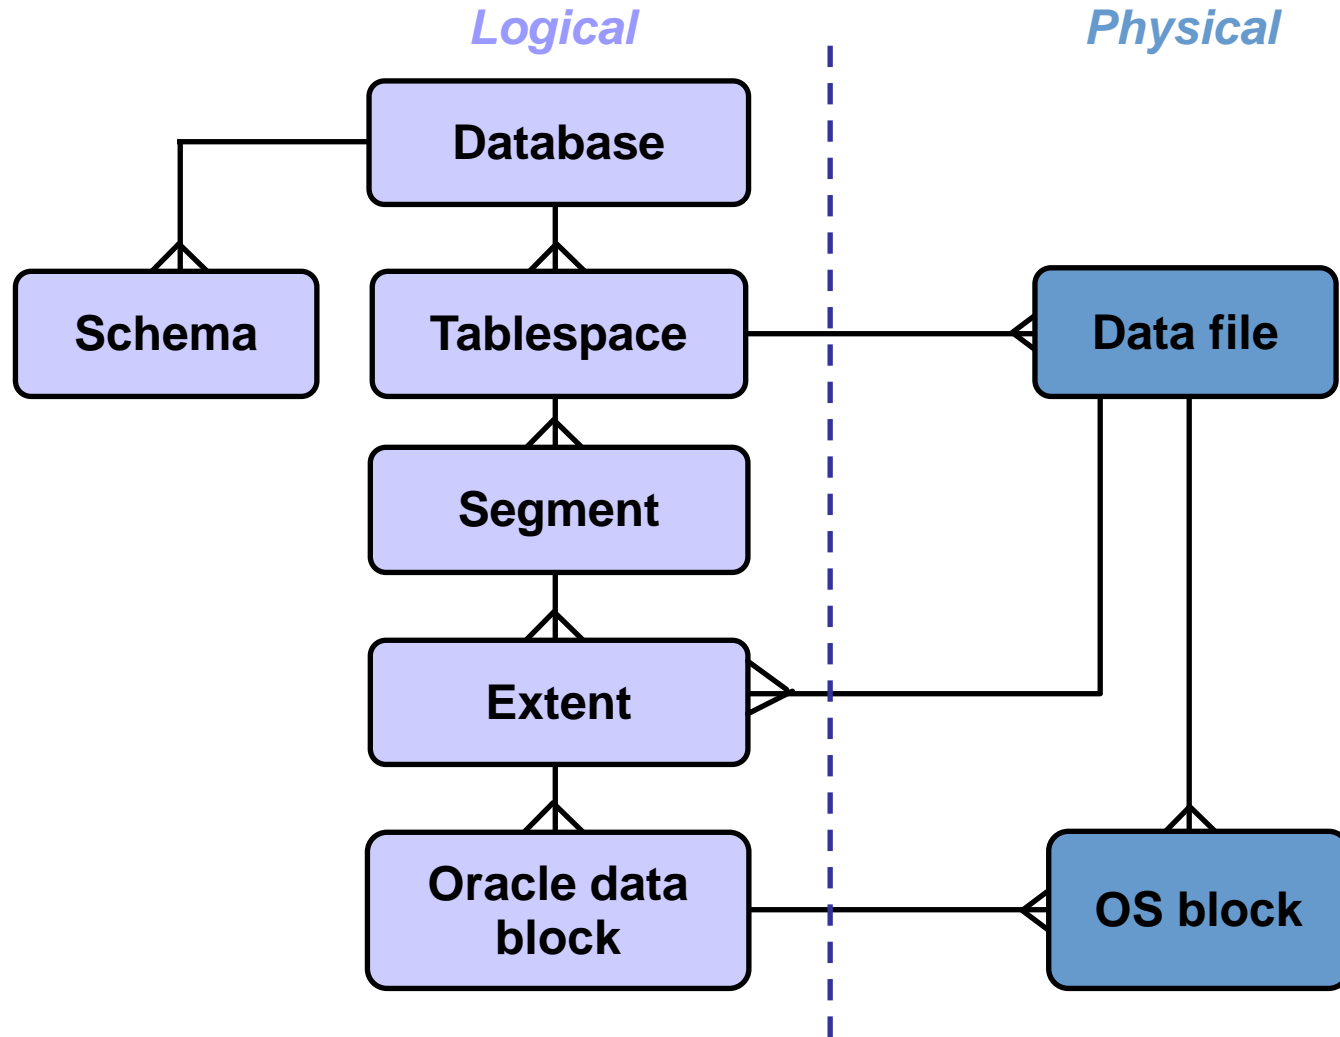 Logical
Physical
Database
Schema
Tablespace
Data file
Segment
Extent
Oracle data
block
OS block